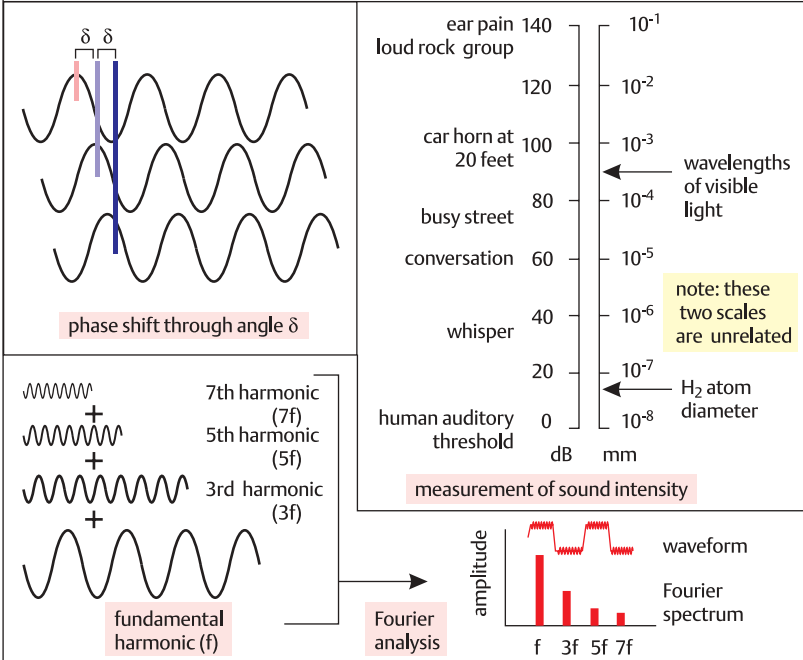 δ δ
phase shift through angle δ
ear pain
loud rock group
car horn at
20 feet
busy street
conversation
whisper
human auditory
threshold
140
120
100
80
60
40
20
0
dB
10⁻¹
10⁻²
10⁻³
10⁻⁴
10⁻⁵
10⁻⁶
10⁻⁷
10⁻⁸
mm
wavelengths
of visible
light
note: these
two scales
are unrelated
H₂ atom
diameter
measurement of sound intensity
7th harmonic
(7f)
+
5th harmonic
(5f)
+
3rd harmonic
(3f)
+
fundamental
harmonic (f)
Fourier
analysis
amplitude
waveform
Fourier
spectrum
f 3f 5f 7f